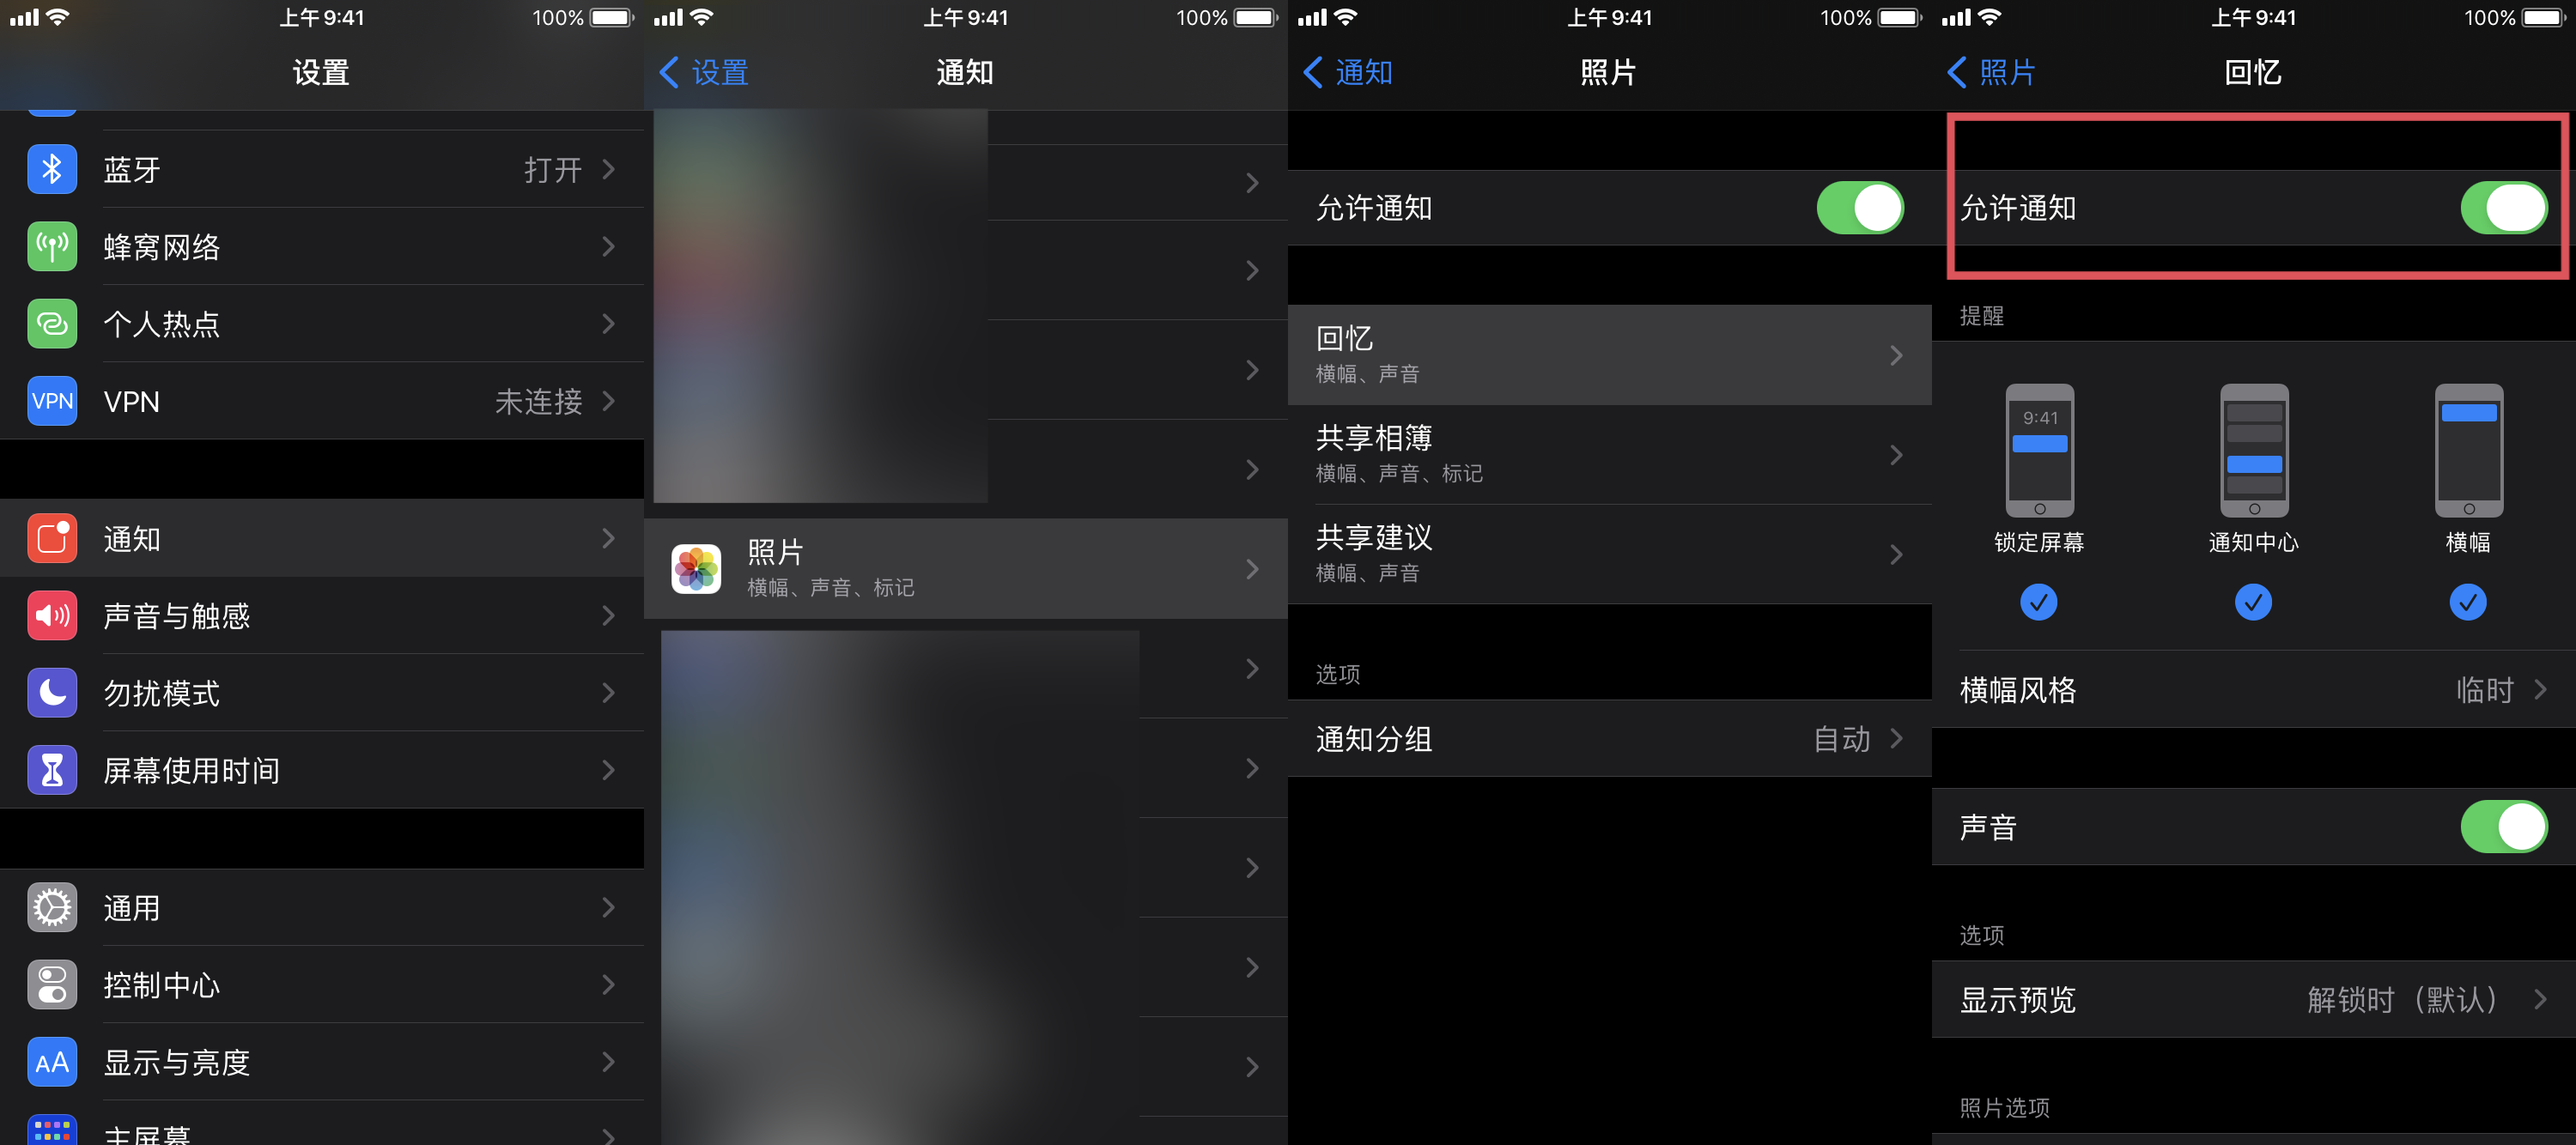 上午 9:41
100%
设置
蓝牙
打开
蜂窝网络
个人热点
VPN
VPN
未连接
通知
声音与触感
勿扰模式
屏幕使用时间
通用
控制中心
AA
显示与亮度
主屏幕
上午 9:41
100%
设置
通知
照片
横幅、声音、标记
上午 9:41
100%
通知
照片
允许通知
回忆
横幅、声音
共享相簿
横幅、声音、标记
共享建议
横幅、声音
选项
通知分组
自动
上午 9:41
100%
照片
回忆
允许通知
提醒
9:41
锁定屏幕
通知中心
横幅
横幅风格
临时
声音
选项
显示预览
解锁时（默认）
照片选项